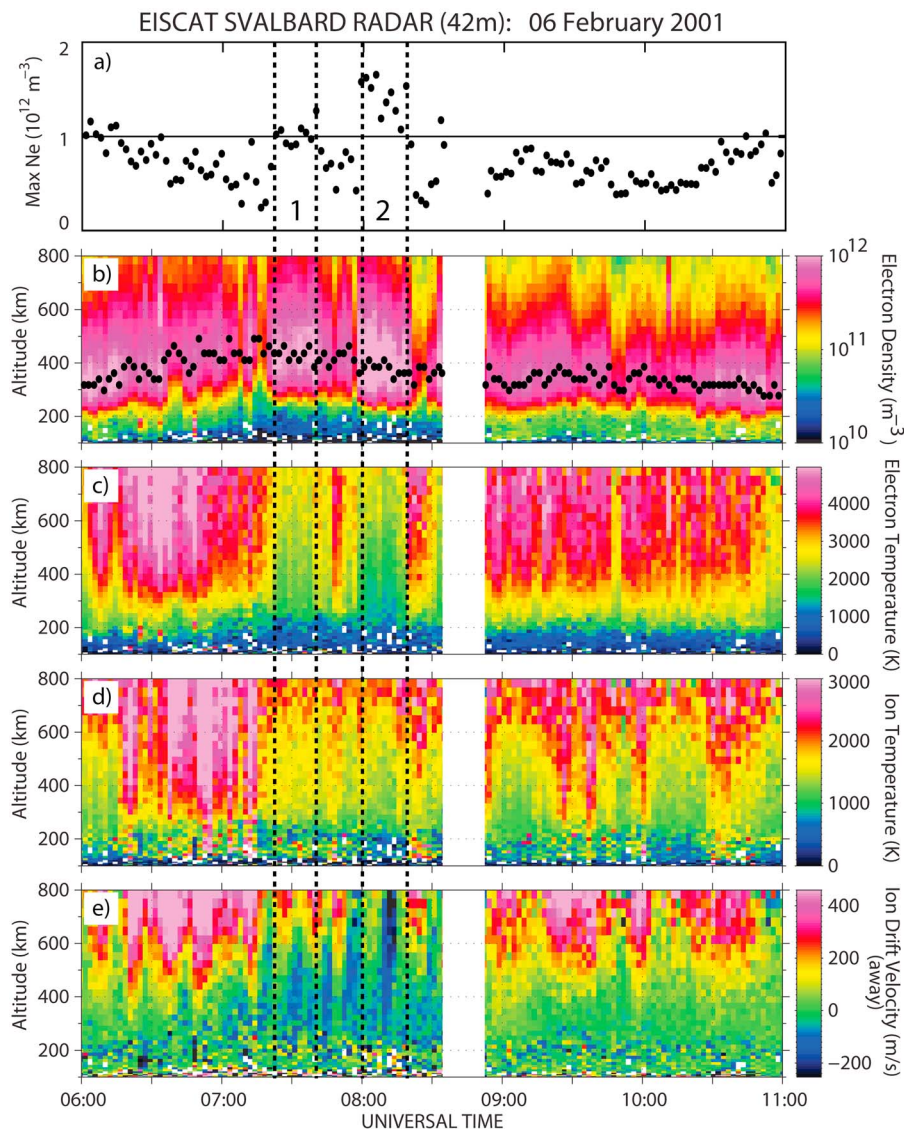 EISCAT SVALBARD RADAR (42m): 06 February 2001
a)
Max Ne (10¹² m⁻³)
2
1
0
1
2
b)
Altitude (km)
800
600
400
200
10¹²
10¹¹
10¹⁰
Electron Density (m⁻³)
c)
Altitude (km)
800
600
400
200
4000
3000
2000
1000
0
Electron Temperature (K)
d)
Altitude (km)
800
600
400
200
3000
2000
1000
0
Ion Temperature (K)
e)
Altitude (km)
800
600
400
200
400
200
0
−200
Ion Drift Velocity (m/s)
(away)
06:00 07:00 08:00 09:00 10:00 11:00
UNIVERSAL TIME